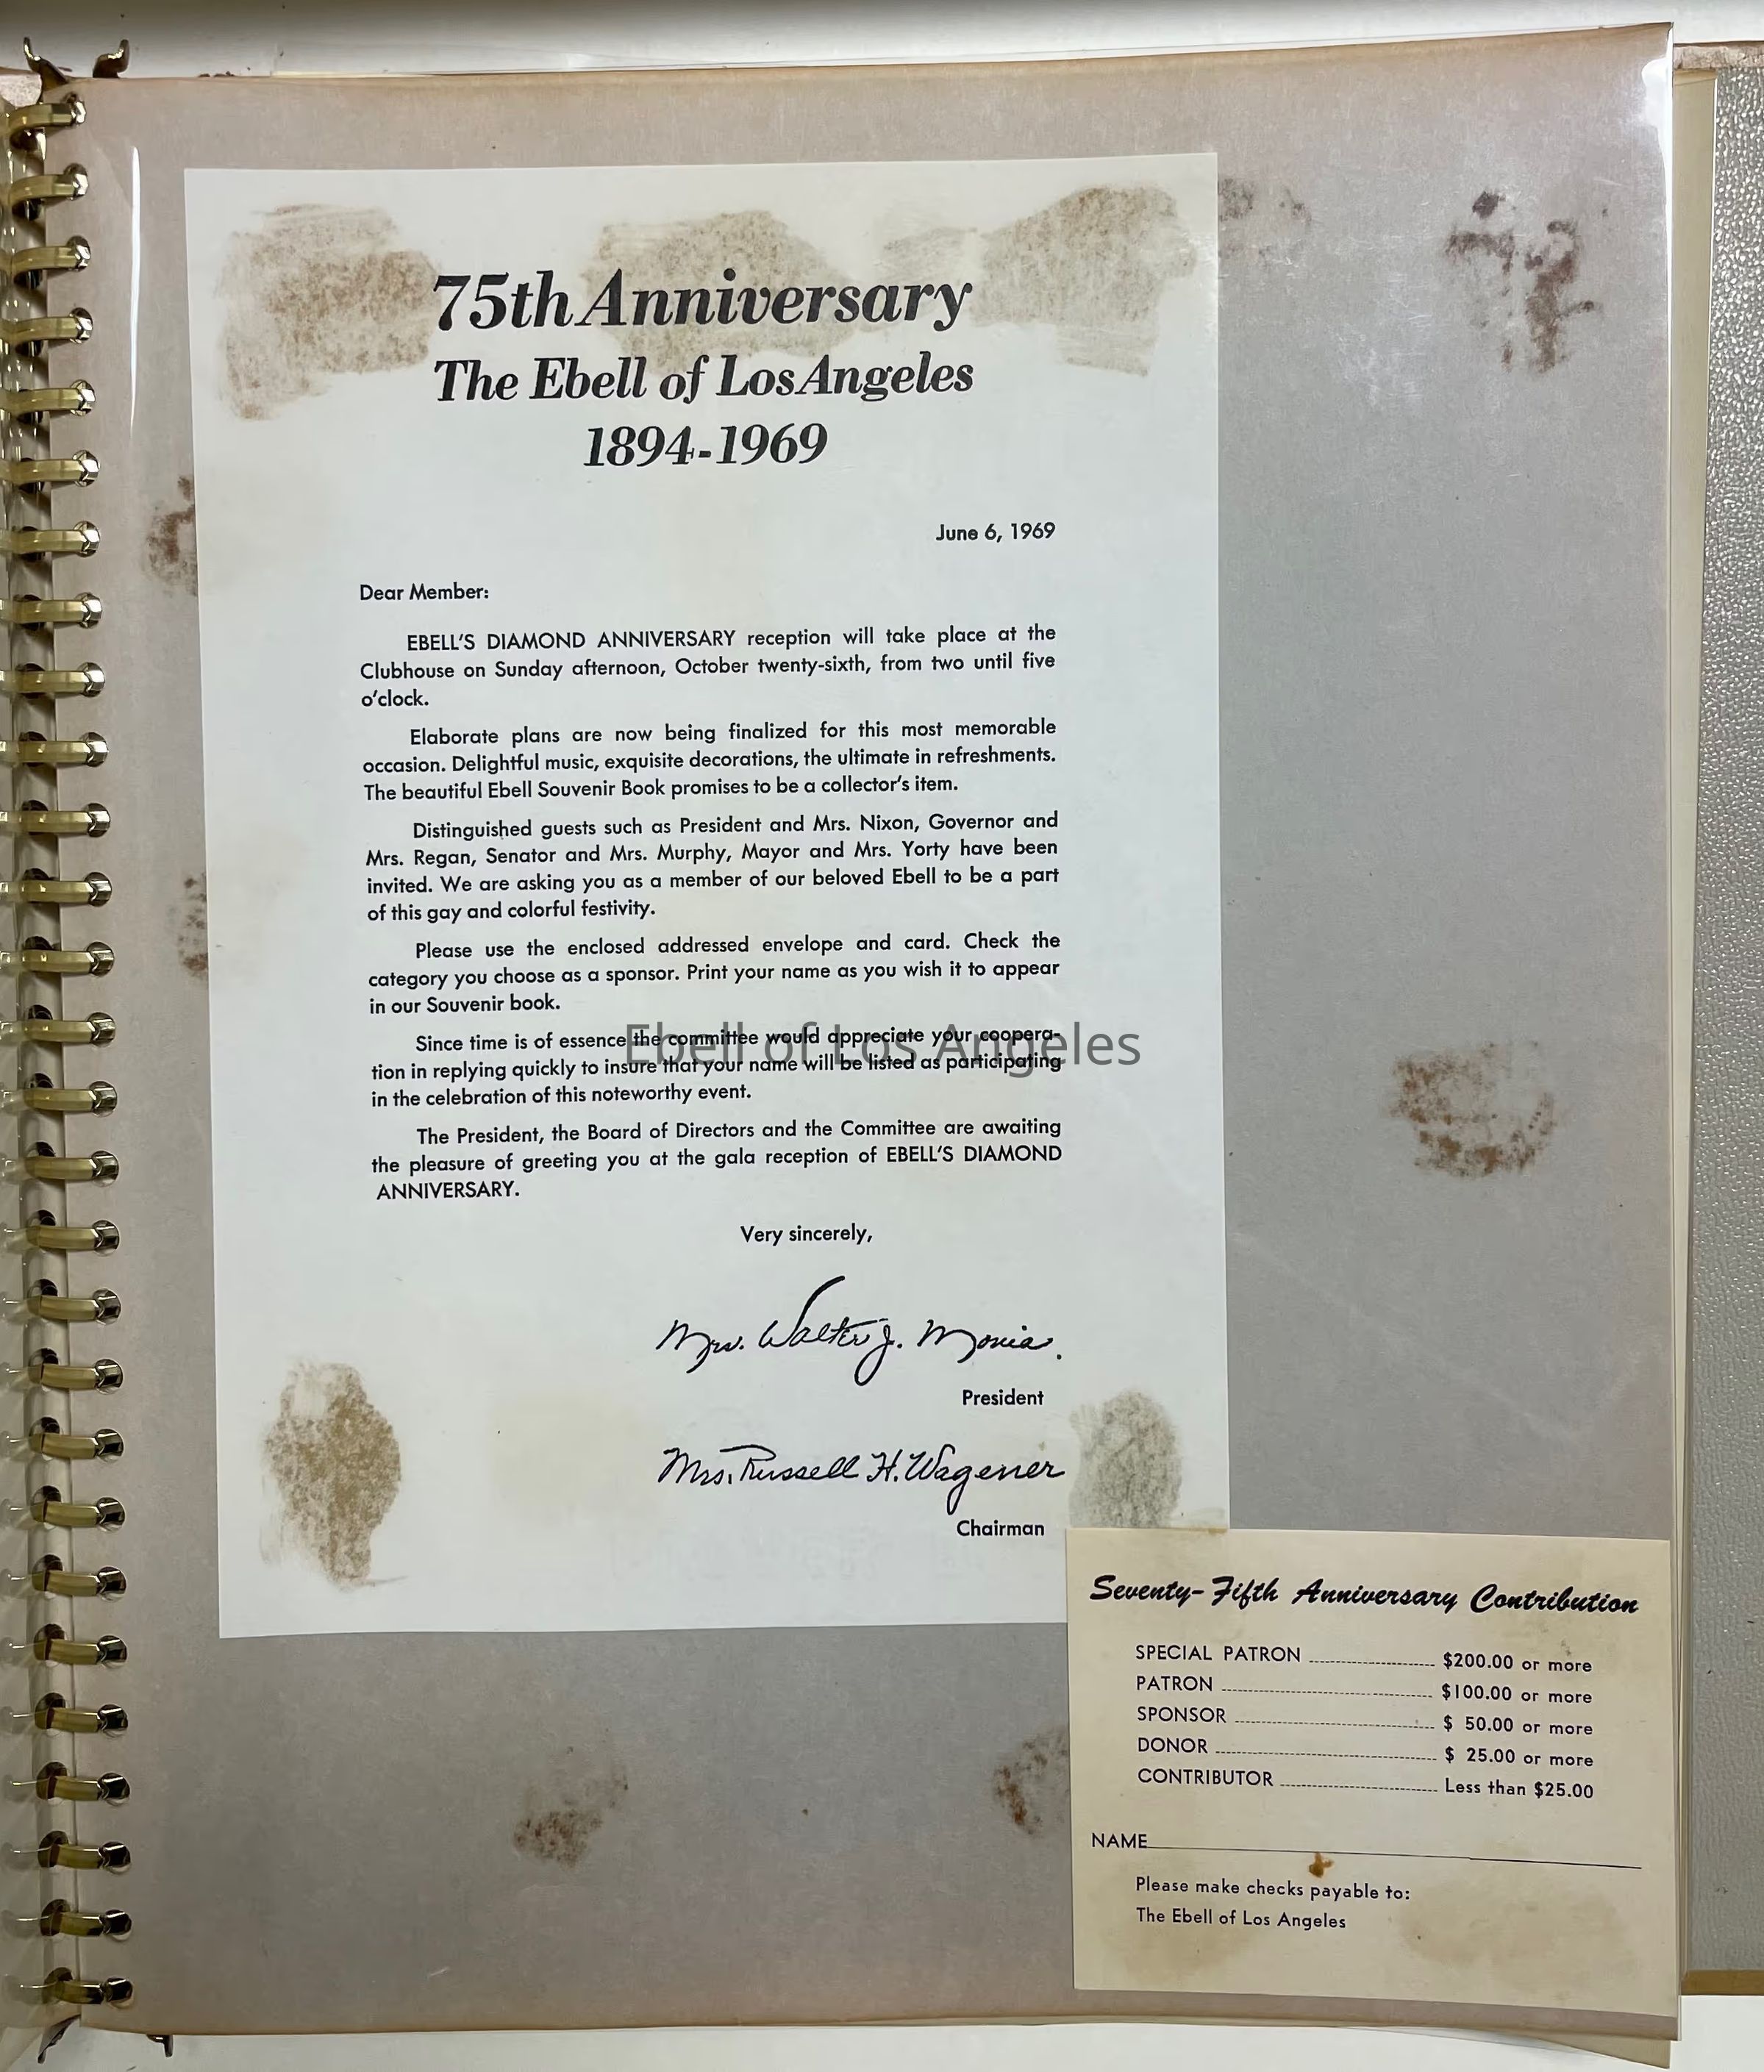 75th Anniversary
The Ebell of Los Angeles
1894-1969
June 6, 1969
Dear Member:
EBELL'S DIAMOND ANNIVERSARY reception will take place at the
Clubhouse on Sunday afternoon, October twenty-sixth, from two until five
o'clock.
Elaborate plans are now being finalized for this most memorable
occasion. Delightful music, exquisite decorations, the ultimate in refreshments.
The beautiful Ebell Souvenir Book promises to be a collector's item.
Distinguished guests such as President and Mrs. Nixon, Governor and
Mrs. Regan, Senator and Mrs. Murphy, Mayor and Mrs. Yorty have been
invited. We are asking you as a member of our beloved Ebell to be a part
of this gay and colorful festivity.
Please use the enclosed addressed envelope and card. Check the
category you choose as a sponsor. Print your name as you wish it to appear
in our Souvenir book.
Since time is of essence the committee would appreciate your coopera-
tion in replying quickly to insure that your name will be listed as participating
in the celebration of this noteworthy event.
Ebell of Los Angeles
The President, the Board of Directors and the Committee are awaiting
the pleasure of greeting you at the gala reception of EBELL'S DIAMOND
ANNIVERSARY.
Very sincerely,
Mrs. Walter J.
President
Mrs. Russell H. Wagener
Chairman
Seventy-Fifth Anniversary Contribution
SPECIAL PATRON $200.00 or more
PATRON $100.00 or more
SPONSOR $ 50.00 or more
DONOR $ 25.00 or more
CONTRIBUTOR Less than $25.00
NAME
Please make checks payable to:
The Ebell of Los Angeles